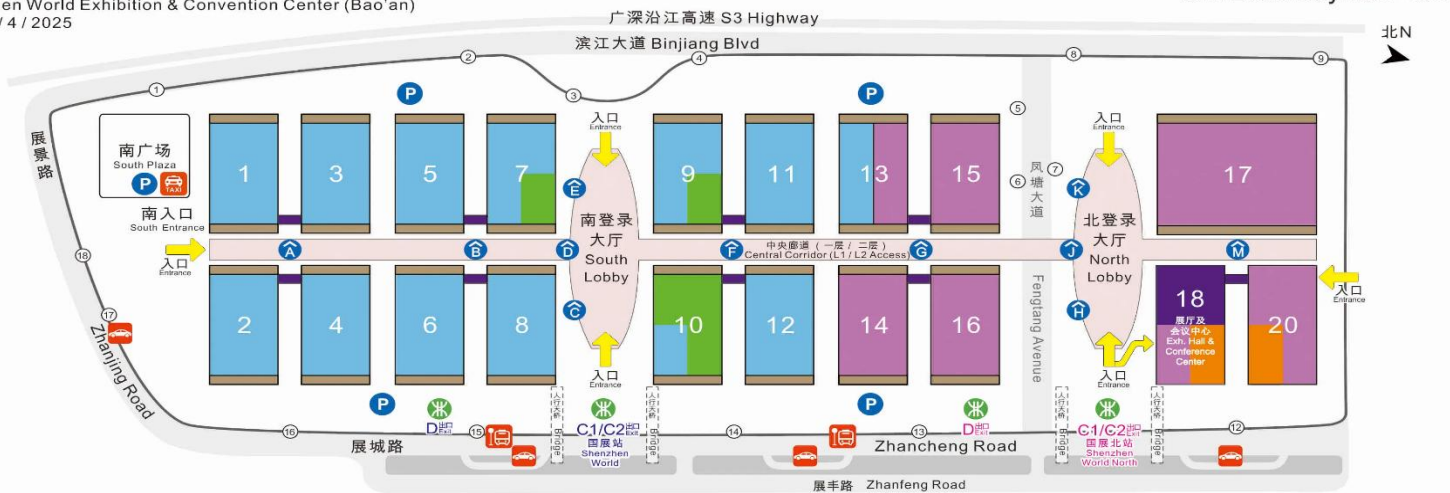 en World Exhibition & Convention Center (Bao'an)
/ 4 / 2025
广深沿江高速 S3 Highway
滨江大道 Binjiang Blvd
北N
1
2
3
4
8
9
展景路
南广场
South Plaza
P
TAXI
P
P
入口
Entrance
入口
Entrance
5
6
7
凤塘大道
1
3
5
7
9
11
13
15
17
E
K
南入口
South Entrance
入口
Entrance
A
B
D
南登录
大厅
South
Lobby
F
中央廊道 (一层 / 二层)
Central Corridor (L1 / L2 Access)
G
J
北登录
大厅
North
Lobby
M
入口
Entrance
C
H
Fengtang Avenue
2
4
6
8
10
12
14
16
18
展厅及
会议中心
Exh. Hall &
Conference
Center
20
入口
Entrance
入口
Entrance
18
17
Zhanjing Road
P
P
D出口
Exit
C1/C2出口
Exit
国展站
Shenzhen
World
D出口
Exit
C1/C2出口
Exit
国展北站
Shenzhen
World North
人行天桥 Bridge
人行天桥 Bridge
人行天桥 Bridge
人行天桥 Bridge
16
15
14
13
12
展城路
Zhancheng Road
展丰路 Zhanfeng Road